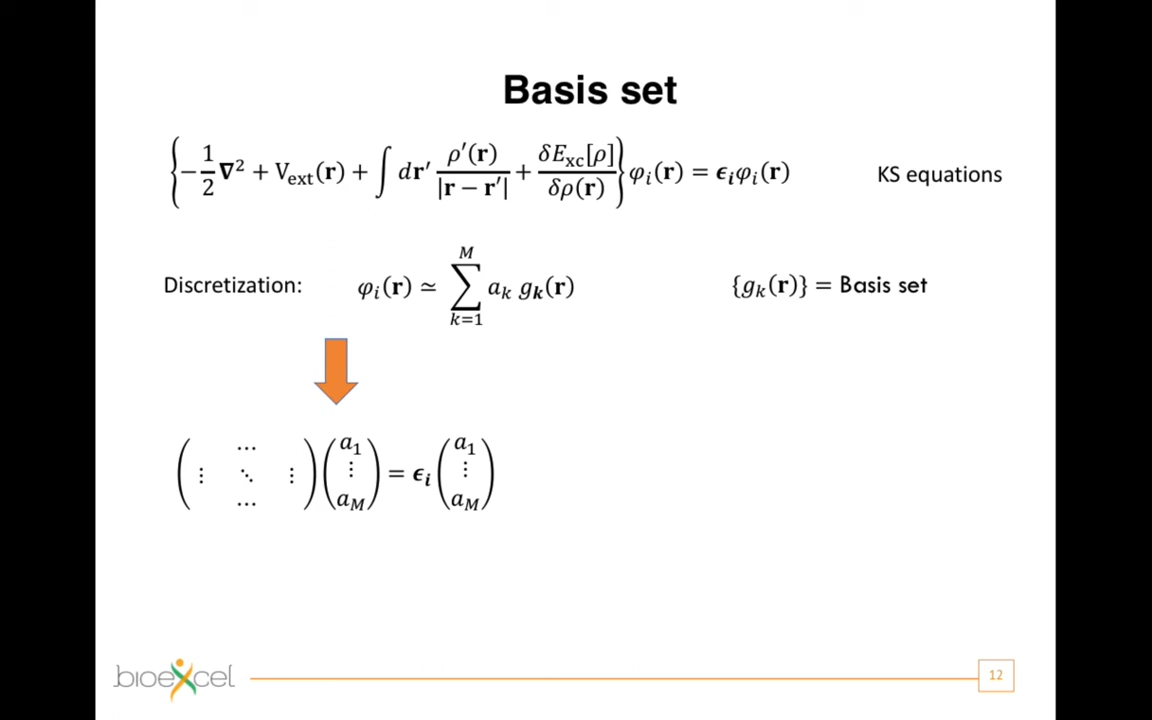 Basis set
{−1/2 𝛁² + V_ext(𝐫) + ∫ d𝐫′ ρ′(𝐫)/|𝐫 − 𝐫′| + δE_xc[ρ]/δρ(𝐫)} φ_i(𝐫) = ϵ_i φ_i(𝐫) KS equations
Discretization: φ_i(𝐫) ≃ ∑_{k=1}^{M} a_k g_k(𝐫) {g_k(𝐫)} = Basis set
(⋮ ⋯ ⋱ ⋯ ⋮)(a_1 ⋮ a_M) = ϵ_i (a_1 ⋮ a_M)
bioexcel
12